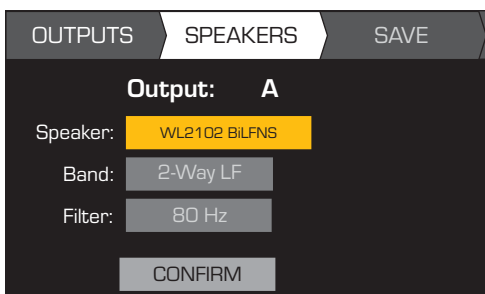 OUTPUTS SPEAKERS SAVE
Output: A
Speaker: WL2102 BiLFNS
Band: 2-Way LF
Filter: 80 Hz
CONFIRM